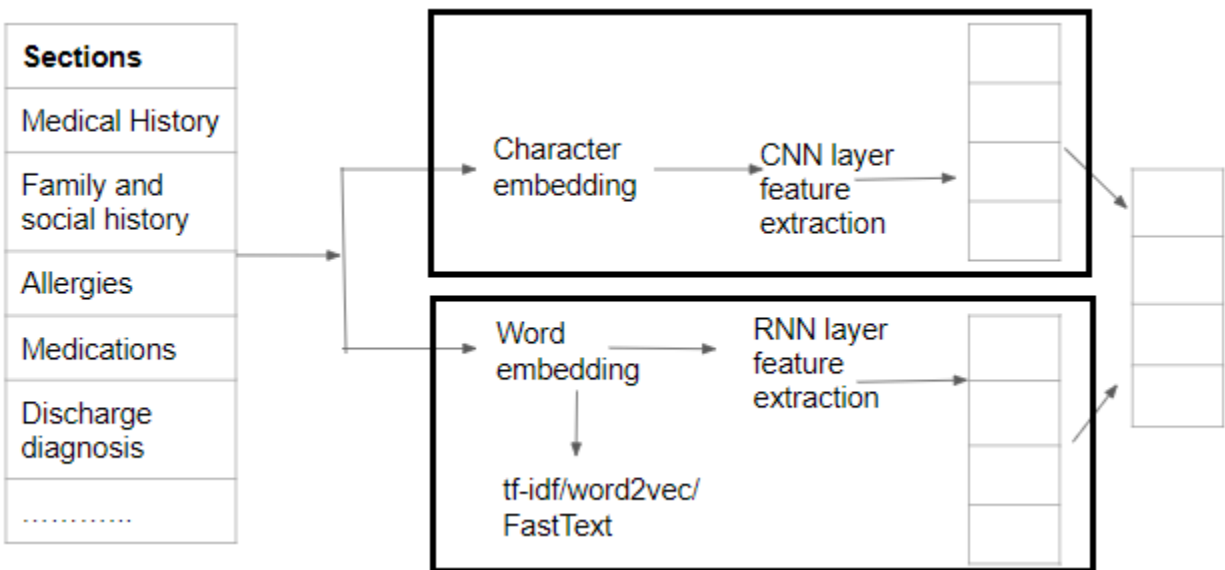 Sections
Medical History
Family and
social history
Allergies
Medications
Discharge
diagnosis
…………..
Character
embedding
CNN layer
feature
extraction
Word
embedding
RNN layer
feature
extraction
tf-idf/word2vec/
FastText